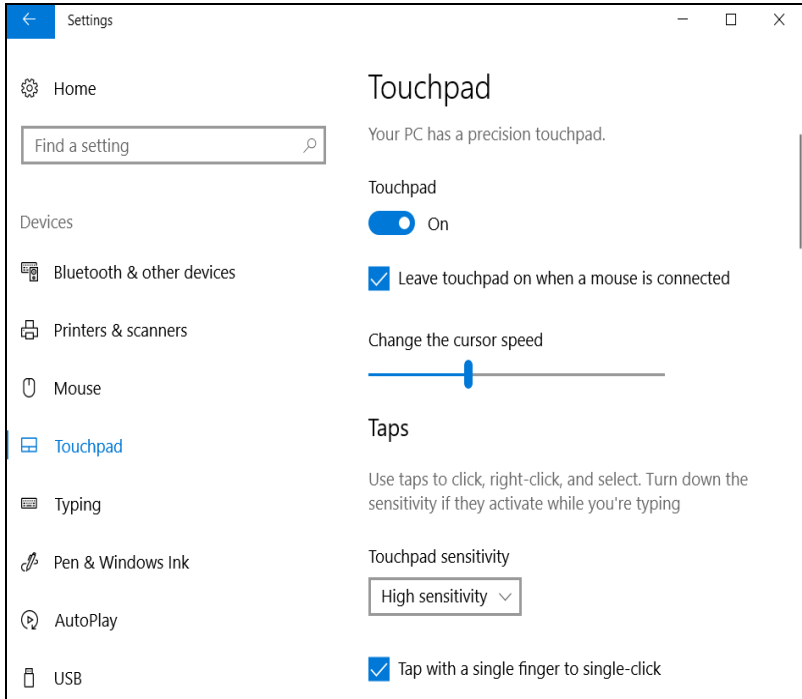 Settings
Home
Find a setting
Devices
Bluetooth & other devices
Printers & scanners
Mouse
Touchpad
Typing
Pen & Windows Ink
AutoPlay
USB
Touchpad
Your PC has a precision touchpad.
Touchpad
On
Leave touchpad on when a mouse is connected
Change the cursor speed
Taps
Use taps to click, right-click, and select. Turn down the
sensitivity if they activate while you're typing
Touchpad sensitivity
High sensitivity
Tap with a single finger to single-click